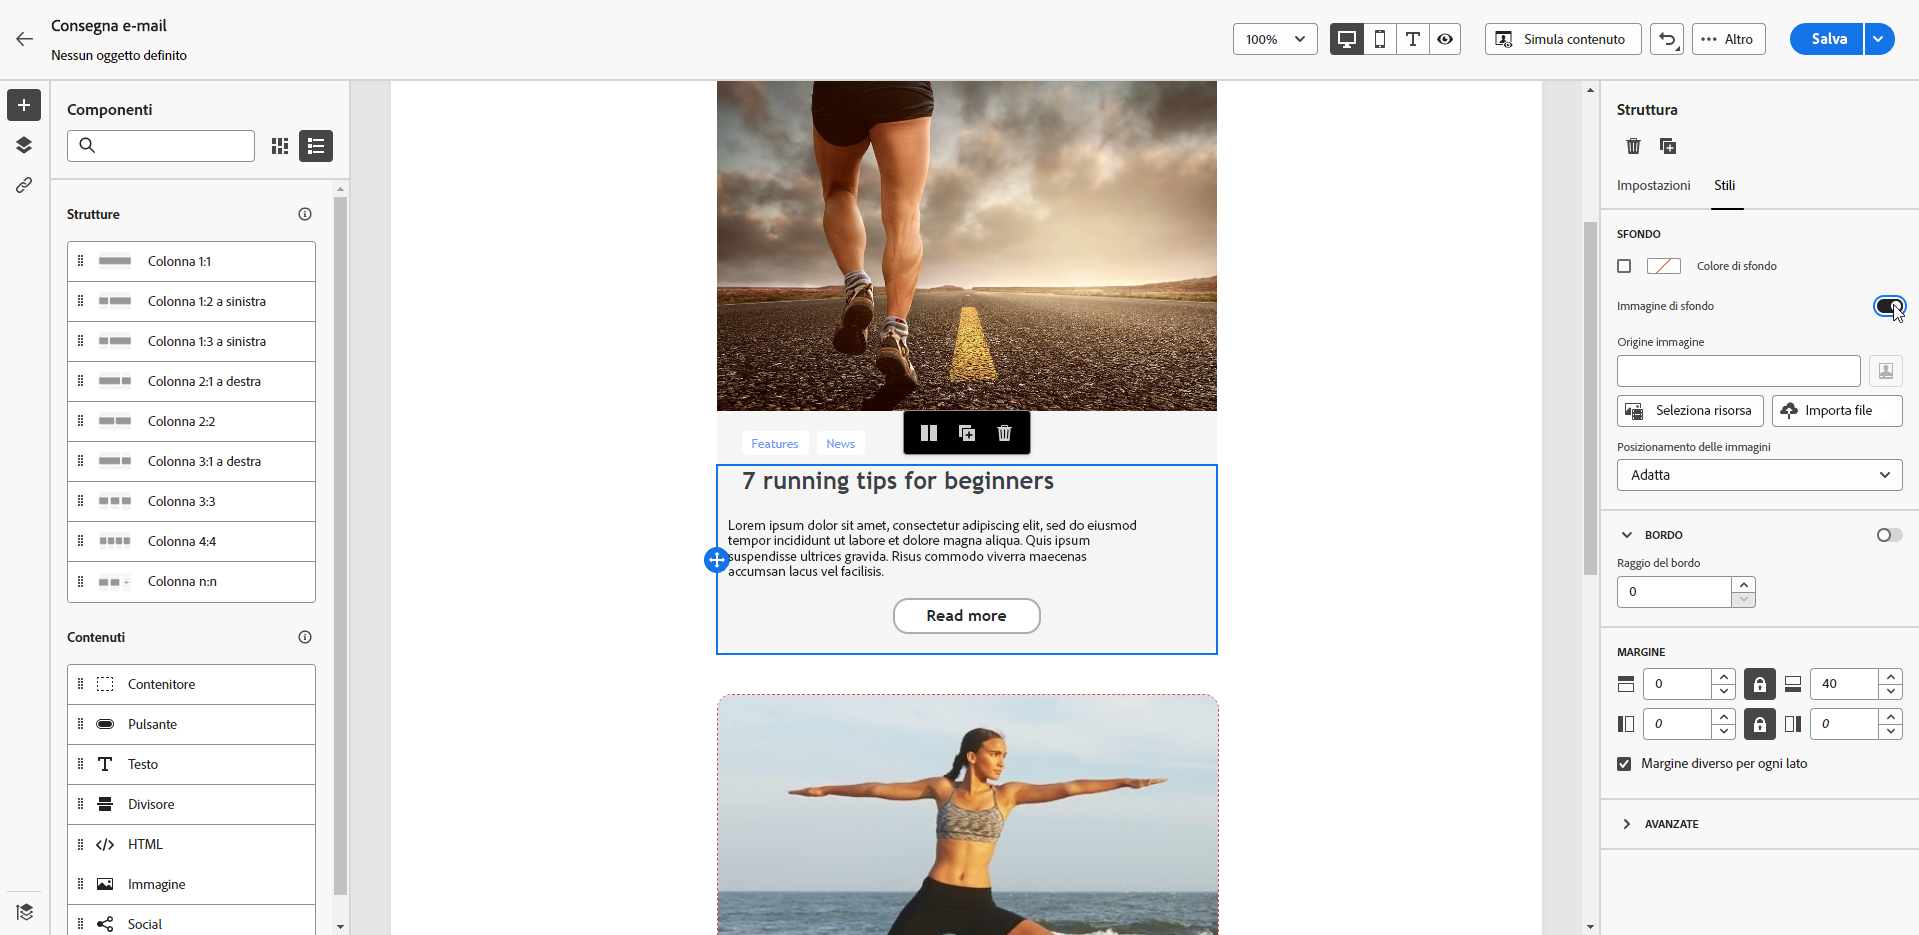 Consegna e-mail
Nessun oggetto definito
100%
Simula contenuto
Altro
Salva
Componenti
Strutture
Colonna 1:1
Colonna 1:2 a sinistra
Colonna 1:3 a sinistra
Colonna 2:1 a destra
Colonna 2:2
Colonna 3:1 a destra
Colonna 3:3
Colonna 4:4
Colonna n:n
Contenuti
Contenitore
Pulsante
Testo
Divisore
HTML
Immagine
Social
Features News
7 running tips for beginners
Lorem ipsum dolor sit amet, consectetur adipiscing elit, sed do eiusmod
tempor incididunt ut labore et dolore magna aliqua. Quis ipsum
suspendisse ultrices gravida. Risus commodo viverra maecenas
accumsan lacus vel facilisis.
Read more
Struttura
Impostazioni Stili
SFONDO
Colore di sfondo
Immagine di sfondo
Origine immagine
Seleziona risorsa Importa file
Posizionamento delle immagini
Adatta
BORDO
Raggio del bordo
0
MARGINE
0 40
0 0
Margine diverso per ogni lato
AVANZATE